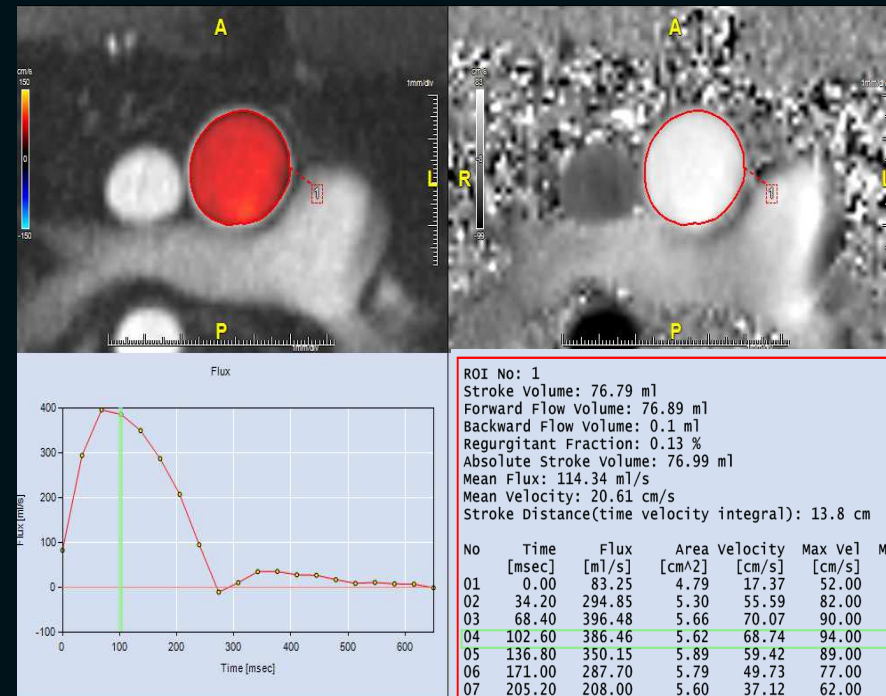 A
A
cm/s
150
0
-150
1mm/div
L
1
P
1mm/div
cm/s
83
-99
1mm/di
R
L
1
P
1mm/div
Flux
400
300
200
100
0
-100
Flux [ml/s]
0
100
200
300
400
500
600
Time [msec]
ROI No: 1
Stroke Volume: 76.79 ml
Forward Flow Volume: 76.89 ml
Backward Flow Volume: 0.1 ml
Regurgitant Fraction: 0.13 %
Absolute Stroke Volume: 76.99 ml
Mean Flux: 114.34 ml/s
Mean Velocity: 20.61 cm/s
Stroke Distance(time velocity integral): 13.8 cm
No Time Flux Area Velocity Max Vel M
[msec] [ml/s] [cm^2] [cm/s] [cm/s]
01 0.00 83.25 4.79 17.37 52.00
02 34.20 294.85 5.30 55.59 82.00
03 68.40 396.48 5.66 70.07 90.00
04 102.60 386.46 5.62 68.74 94.00
05 136.80 350.15 5.89 59.42 89.00
06 171.00 287.70 5.79 49.73 77.00
07 205.20 208.00 5.60 37.12 62.00